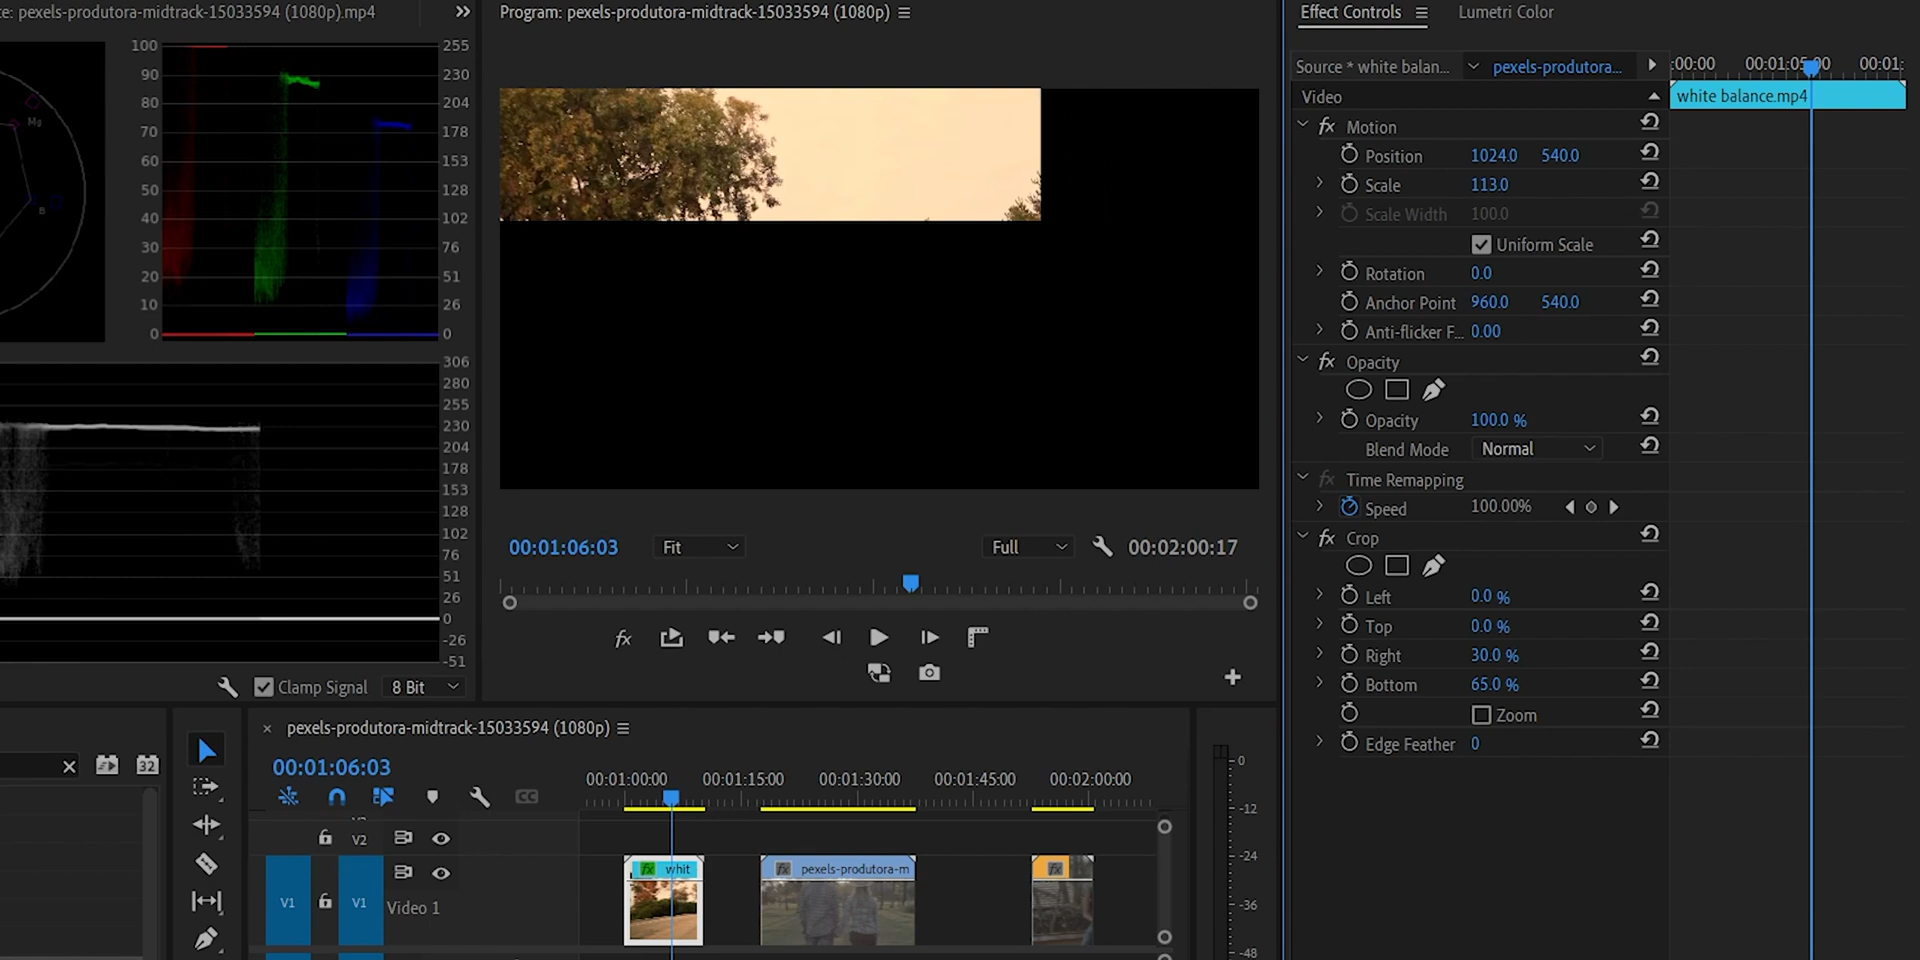 e: pexels-produtora-midtrack-15033594 (1080p).mp4
Program: pexels-produtora-midtrack-15033594 (1080p)
Effect Controls
Lumetri Color
Source * white balan...
pexels-produtora...
:00:00
00:01:05:00
00:01:
Video
white balance.mp4
Motion
Position 1024.0 540.0
Scale 113.0
Scale Width 100.0
Uniform Scale
Rotation 0.0
Anchor Point 960.0 540.0
Anti-flicker F... 0.00
Opacity
Opacity 100.0 %
Blend Mode Normal
Time Remapping
Speed 100.00%
Crop
Left 0.0 %
Top 0.0 %
Right 30.0 %
Bottom 65.0 %
Zoom
Edge Feather 0
Mg
B
100
90
80
70
60
50
40
30
20
10
0
255
230
204
178
153
128
102
76
51
26
0
306
280
255
230
204
178
153
128
102
76
51
26
0
-26
-51
Clamp Signal
8 Bit
00:01:06:03
Fit
Full
00:02:00:17
fx
pexels-produtora-midtrack-15033594 (1080p)
00:01:06:03
00:01:00:00
00:01:15:00
00:01:30:00
00:01:45:00
00:02:00:00
32
CC
V2
V1
V1
Video 1
fx whit
fx pexels-produtora-m
fx
0
-12
-24
-36
-48